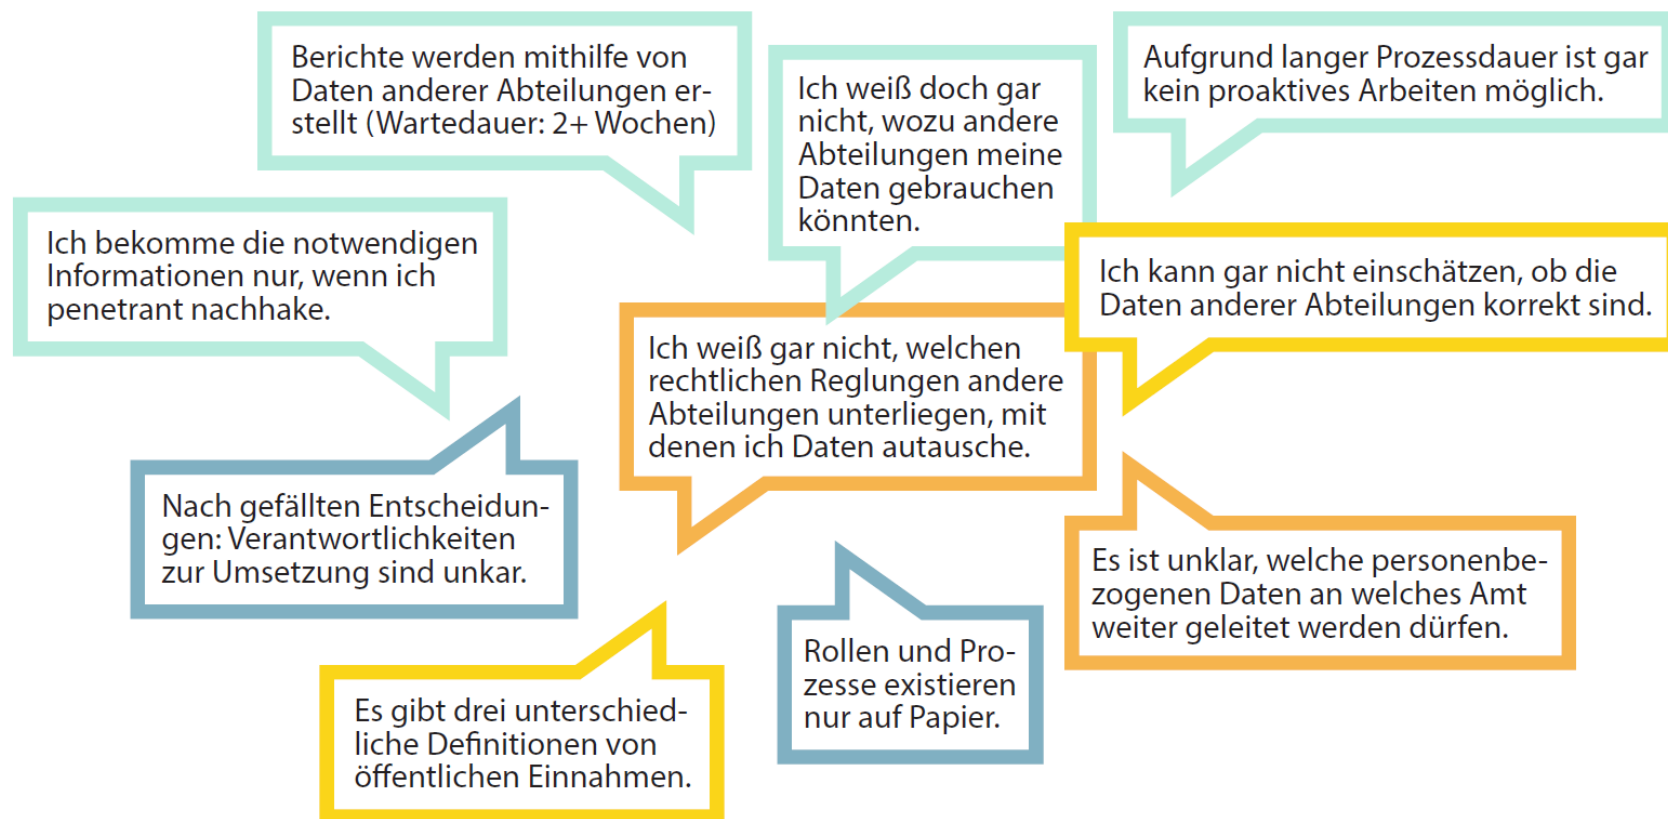 Berichte werden mithilfe von
Daten anderer Abteilungen er-
stellt (Wartedauer: 2+ Wochen)
Ich weiß doch gar
nicht, wozu andere
Abteilungen meine
Daten gebrauchen
könnten.
Aufgrund langer Prozessdauer ist gar
kein proaktives Arbeiten möglich.
Ich bekomme die notwendigen
Informationen nur, wenn ich
penetrant nachhake.
Ich kann gar nicht einschätzen, ob die
Daten anderer Abteilungen korrekt sind.
Ich weiß gar nicht, welchen
rechtlichen Reglungen andere
Abteilungen unterliegen, mit
denen ich Daten autausche.
Nach gefällten Entscheidun-
gen: Verantwortlichkeiten
zur Umsetzung sind unkar.
Es ist unklar, welche personenbe-
zogenen Daten an welches Amt
weiter geleitet werden dürfen.
Rollen und Pro-
zesse existieren
nur auf Papier.
Es gibt drei unterschied-
liche Definitionen von
öffentlichen Einnahmen.